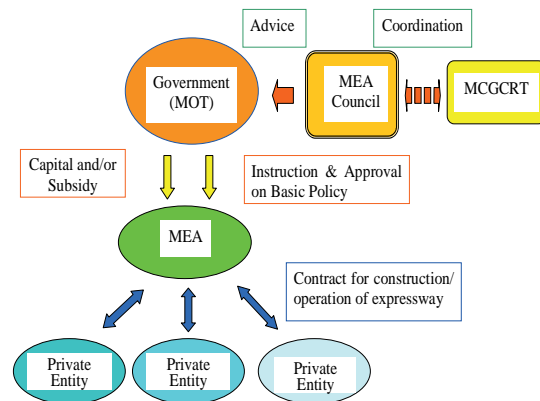 Advice
Coordination
Government
(MOT)
MEA
Council
MCGCRT
Capital and/or
Subsidy
Instruction & Approval
on Basic Policy
MEA
Contract for construction/
operation of expressway
Private
Entity
Private
Entity
Private
Entity